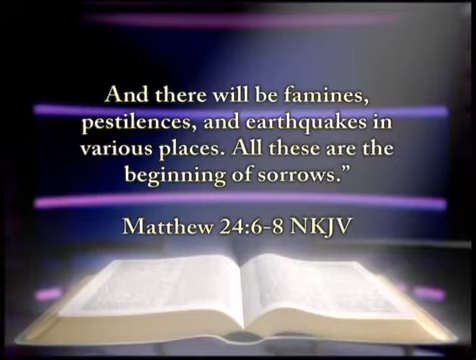 And there will be famines,
pestilences, and earthquakes in
various places. All these are the
beginning of sorrows.”
Matthew 24:6-8 NKJV